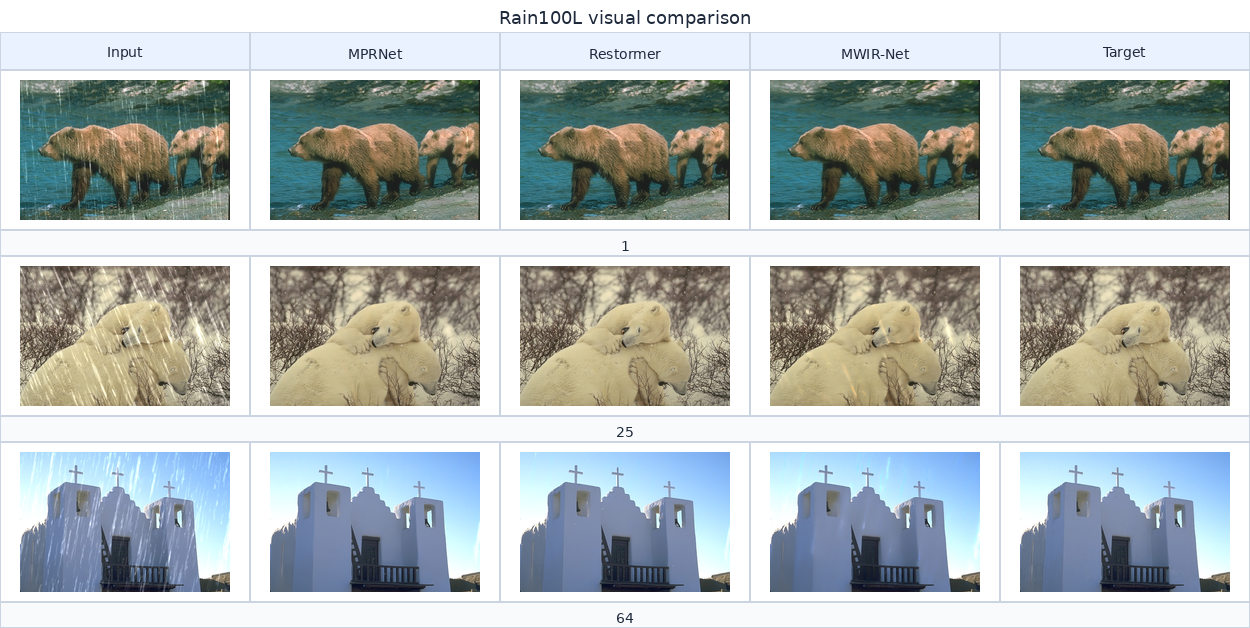 Rain100L visual comparison
Input
MPRNet
Restormer
MWIR-Net
Target
1
25
64